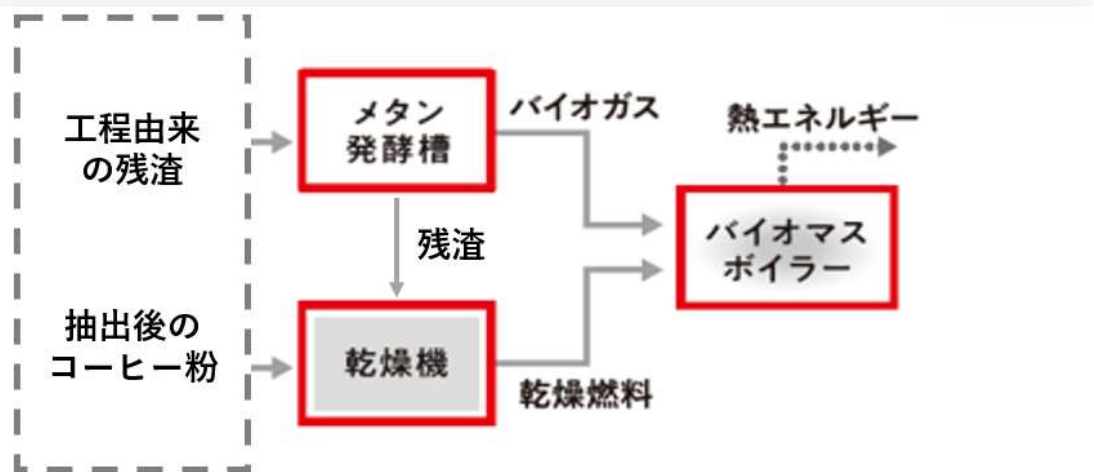 工程由来
の残渣
メタン
発酵槽
バイオガス
熱エネルギー
残渣
バイオマス
ボイラー
抽出後の
コーヒー粉
乾燥機
乾燥燃料